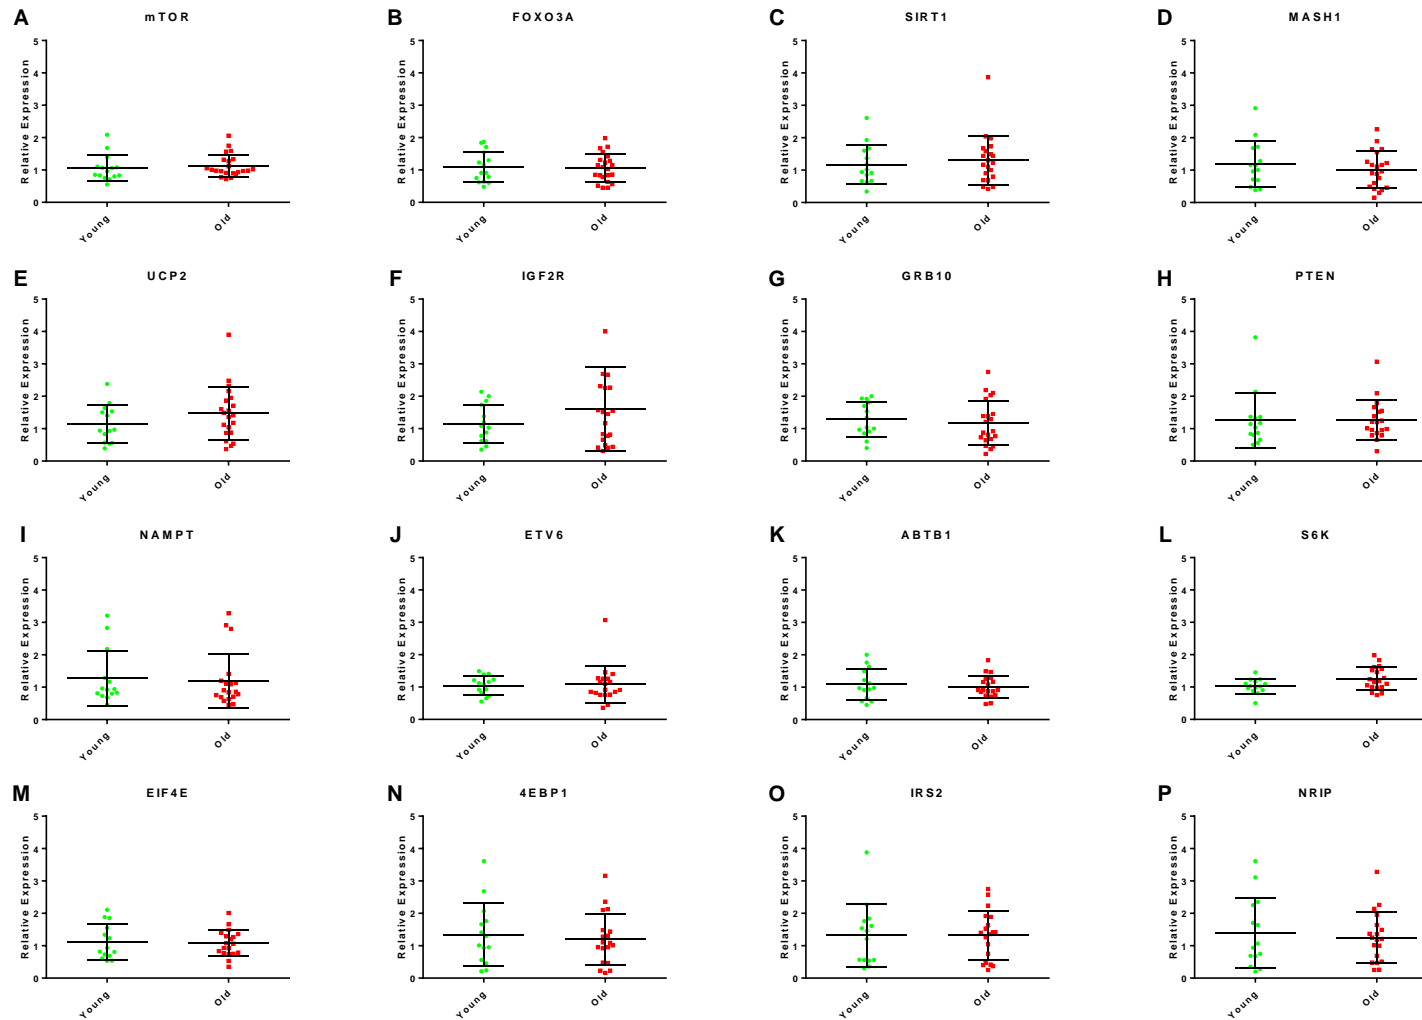 A mTOR
Relative Expression
5
4
3
2
1
0
Young Old
B FOXO3A
Relative Expression
5
4
3
2
1
0
Young Old
C SIRT1
Relative Expression
5
4
3
2
1
0
Young Old
D MASH1
Relative Expression
5
4
3
2
1
0
Young Old
E UCP2
Relative Expression
5
4
3
2
1
0
Young Old
F IGF2R
Relative Expression
5
4
3
2
1
0
Young Old
G GRB10
Relative Expression
5
4
3
2
1
0
Young Old
H PTEN
Relative Expression
5
4
3
2
1
0
Young Old
I NAMPT
Relative Expression
5
4
3
2
1
0
Young Old
J ETV6
Relative Expression
5
4
3
2
1
0
Young Old
K ABTB1
Relative Expression
5
4
3
2
1
0
Young Old
L S6K
Relative Expression
5
4
3
2
1
0
Young Old
M EIF4E
Relative Expression
5
4
3
2
1
0
Young Old
N 4EBP1
Relative Expression
5
4
3
2
1
0
Young Old
O IRS2
Relative Expression
5
4
3
2
1
0
Young Old
P NRIP
Relative Expression
5
4
3
2
1
0
Young Old